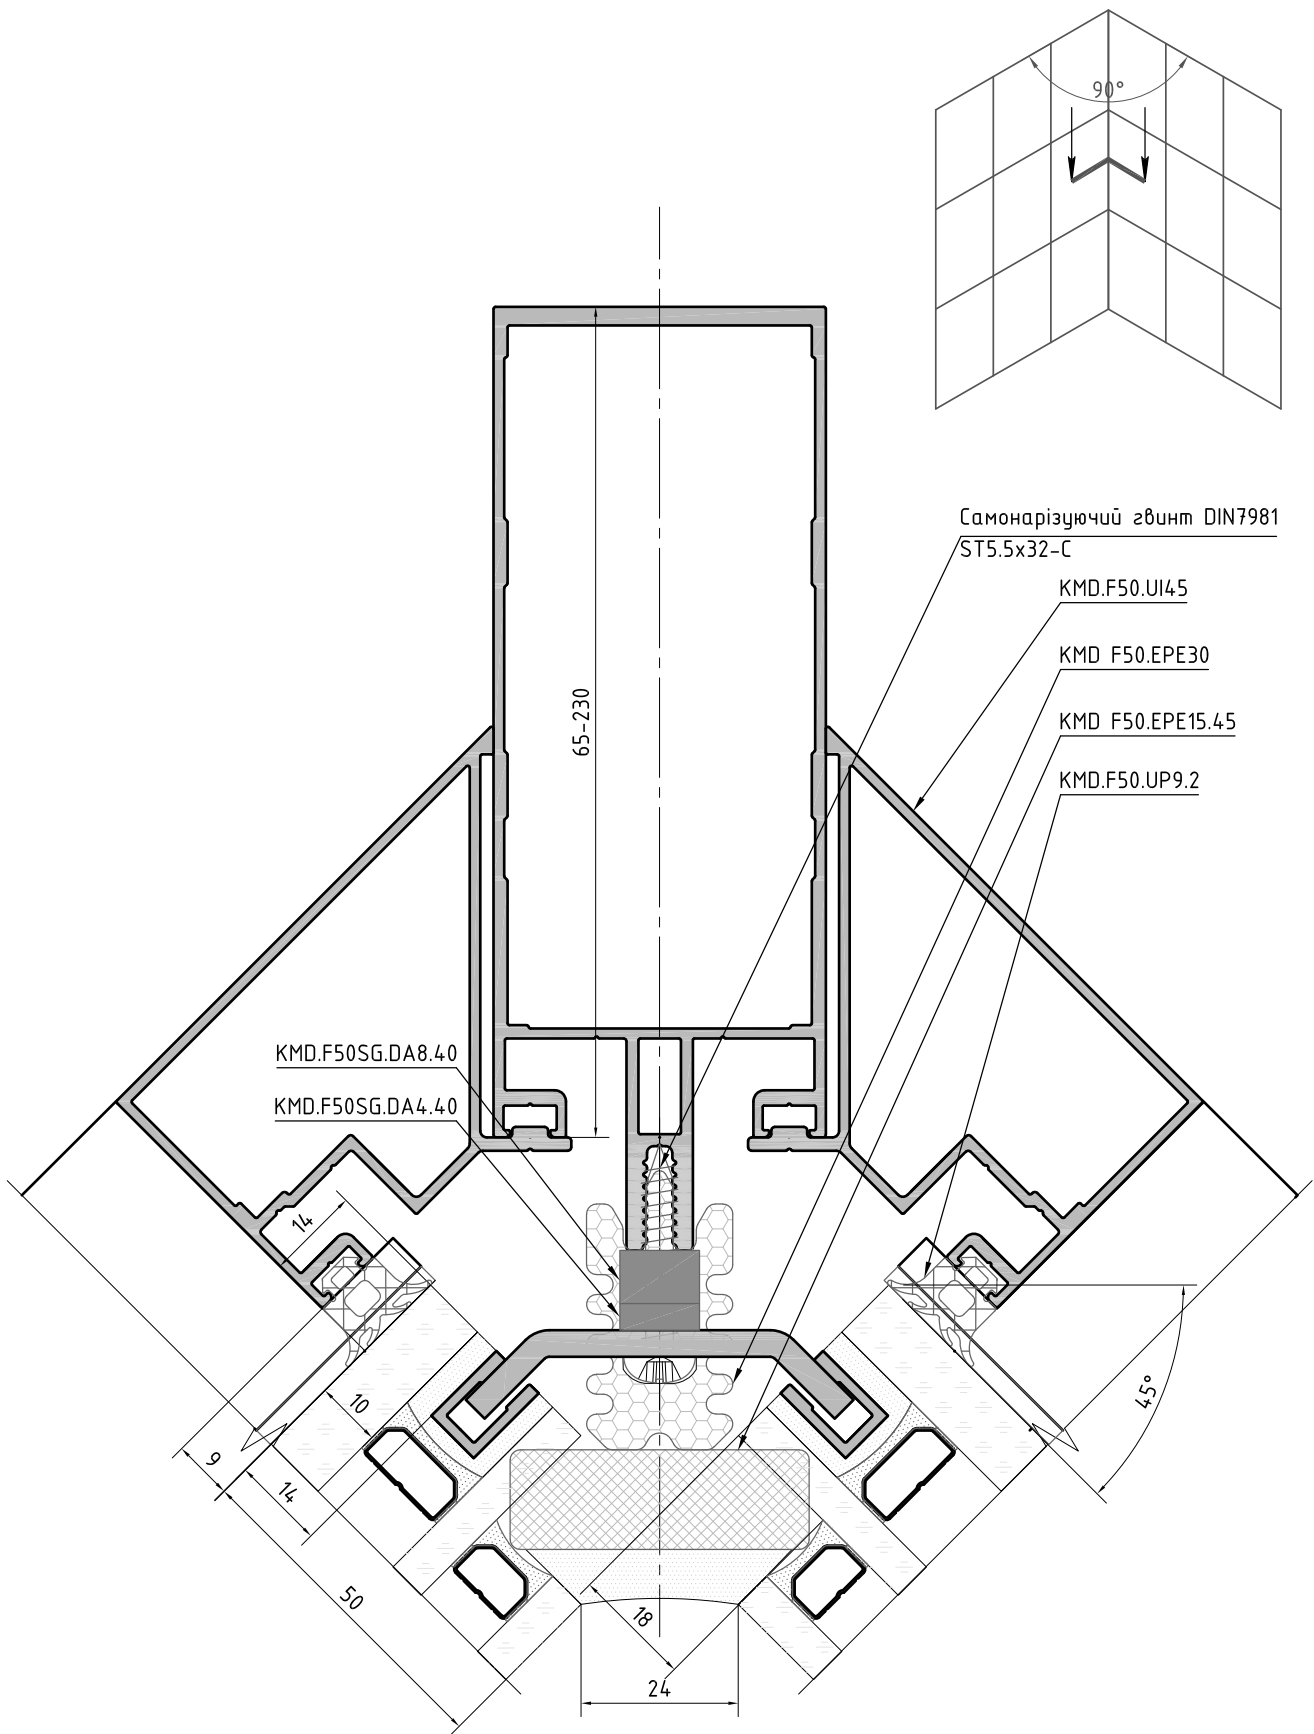 90°
Самонарізуючий гвинт DIN7981
ST5.5x32-C
KMD.F50.UI45
KMD F50.EPE30
65-230
KMD F50.EPE15.45
KMD.F50.UP9.2
KMD.F50SG.DA8.40
KMD.F50SG.DA4.40
14
45°
10
9
14
50
18
24